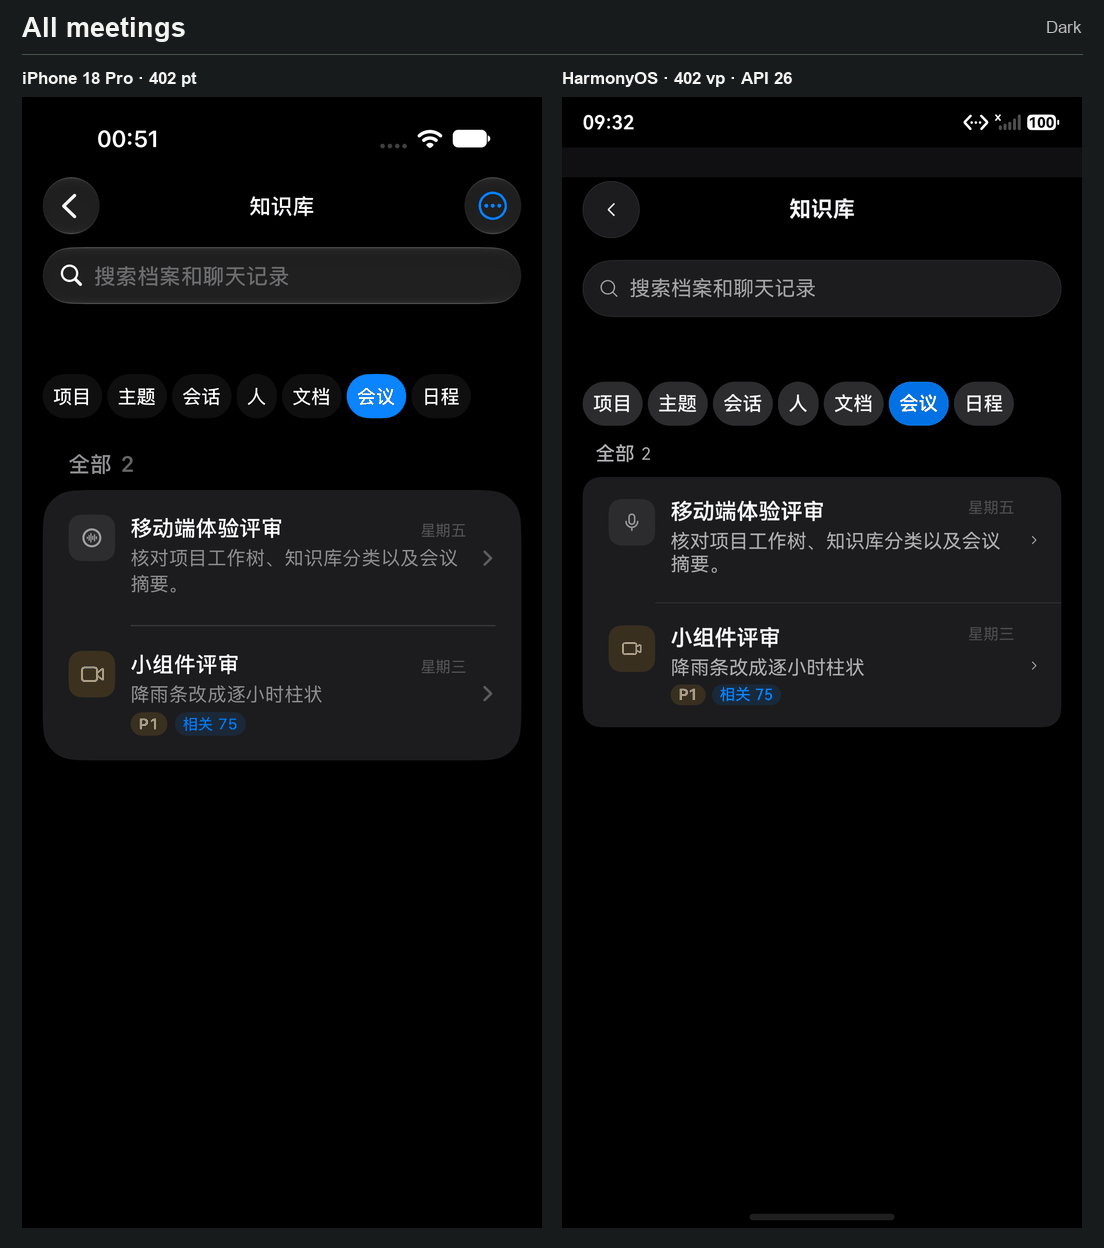 All meetings
Dark
iPhone 18 Pro · 402 pt
00:51
知识库
搜索档案和聊天记录
项目 主题 会话 人 文档 会议 日程
全部 2
移动端体验评审 星期五
核对项目工作树、知识库分类以及会议
摘要。
小组件评审 星期三
降雨条改成逐小时柱状
P1 相关 75
HarmonyOS · 402 vp · API 26
09:32 100
知识库
搜索档案和聊天记录
项目 主题 会话 人 文档 会议 日程
全部 2
移动端体验评审 星期五
核对项目工作树、知识库分类以及会议
摘要。
小组件评审 星期三
降雨条改成逐小时柱状
P1 相关 75